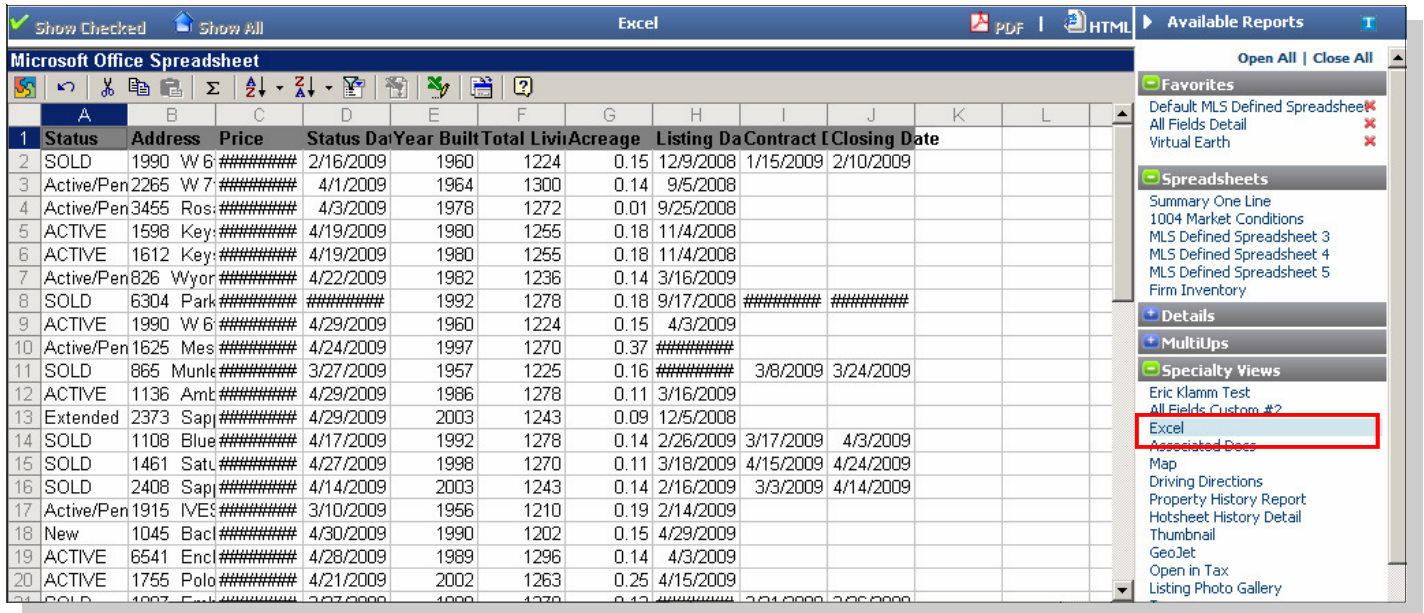 Show Checked Show All Excel PDF | HTML Available Reports T
Microsoft Office Spreadsheet
Open All | Close All
A B C D E F G H I J K L
1 Status Address Price Status Dat Year Built Total Livin Acreage Listing Da Contract D Closing Date
2 SOLD 1990 W 6 ######## 2/16/2009 1960 1224 0.15 12/9/2008 1/15/2009 2/10/2009
3 Active/Pen 2265 W 7 ######## 4/1/2009 1964 1300 0.14 9/5/2008
4 Active/Pen 3455 Ros ######## 4/3/2009 1978 1272 0.01 9/25/2008
5 ACTIVE 1598 Key ######## 4/19/2009 1980 1255 0.18 11/4/2008
6 ACTIVE 1612 Key ######## 4/19/2009 1980 1255 0.18 11/4/2008
7 Active/Pen 826 Wyor ######## 4/22/2009 1982 1236 0.14 3/16/2009
8 SOLD 6304 Park ######## ######## 1992 1278 0.18 9/17/2008 ######## ########
9 ACTIVE 1990 W 6 ######## 4/29/2009 1960 1224 0.15 4/3/2009
10 Active/Pen 1625 Mes ######## 4/24/2009 1997 1270 0.37 ########
11 SOLD 865 Munle ######## 3/27/2009 1957 1225 0.16 ######## 3/8/2009 3/24/2009
12 ACTIVE 1136 Amb ######## 4/29/2009 1986 1278 0.11 3/16/2009
13 Extended 2373 Sap ######## 4/29/2009 2003 1243 0.09 12/5/2008
14 SOLD 1108 Blue ######## 4/17/2009 1992 1278 0.14 2/26/2009 3/17/2009 4/3/2009
15 SOLD 1461 Satu ######## 4/27/2009 1998 1270 0.11 3/18/2009 4/15/2009 4/24/2009
16 SOLD 2408 Sap ######## 4/14/2009 2003 1243 0.14 2/16/2009 3/3/2009 4/14/2009
17 Active/Pen 1915 IVES ######## 3/10/2009 1956 1210 0.19 2/14/2009
18 New 1045 Bacl ######## 4/30/2009 1990 1202 0.15 4/29/2009
19 ACTIVE 6541 Encl ######## 4/28/2009 1989 1296 0.14 4/3/2009
20 ACTIVE 1755 Polo ######## 4/21/2009 2002 1263 0.25 4/15/2009
Favorites
Default MLS Defined Spreadshee
All Fields Detail
Virtual Earth
Spreadsheets
Summary One Line
1004 Market Conditions
MLS Defined Spreadsheet 3
MLS Defined Spreadsheet 4
MLS Defined Spreadsheet 5
Firm Inventory
Details
MultiUps
Specialty Views
Eric Klamm Test
All Fields Custom #2
Excel
Associated Docs
Map
Driving Directions
Property History Report
Hotsheet History Detail
Thumbnail
GeoJet
Open in Tax
Listing Photo Gallery